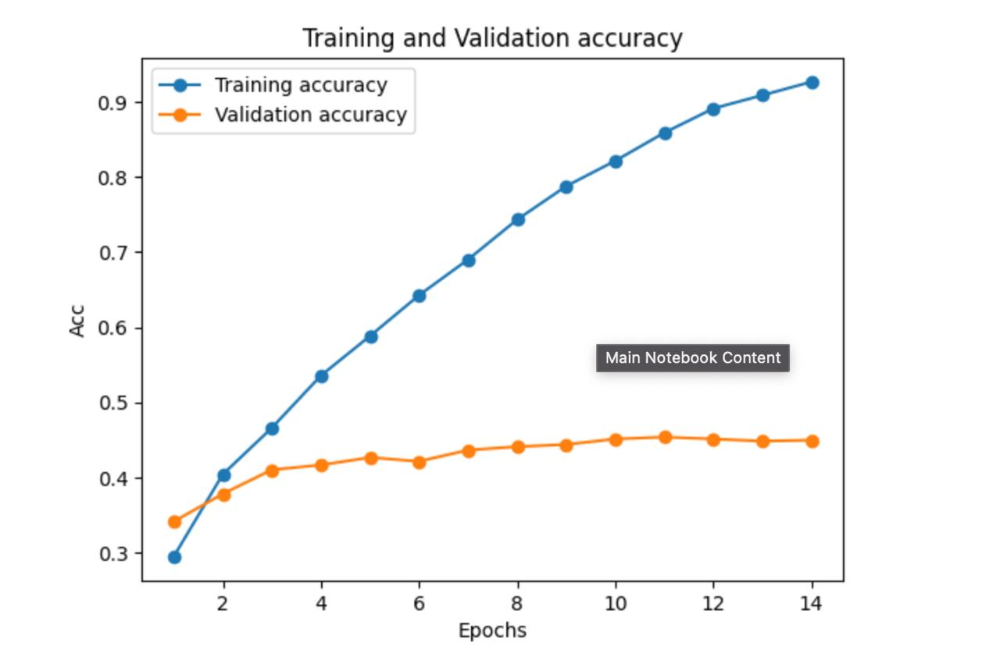 Training and Validation accuracy
Training accuracy
Validation accuracy
0.9
0.8
0.7
0.6
0.5
0.4
0.3
Acc
Main Notebook Content
2 4 6 8 10 12 14
Epochs